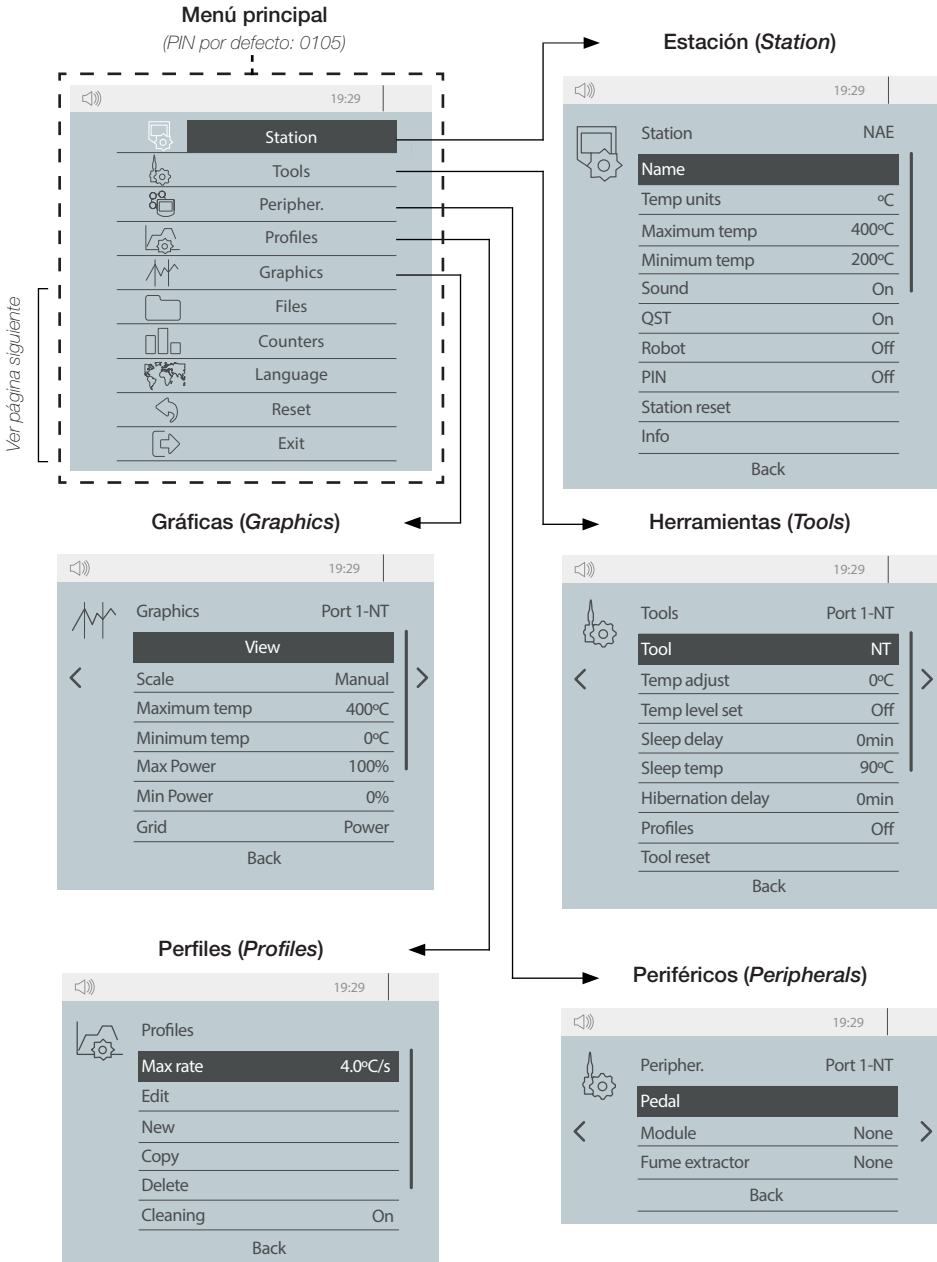 Menú principal
(PIN por defecto: 0105)
19:29
Station
Tools
Peripher.
Profiles
Graphics
Files
Counters
Language
Reset
Exit
Ver página siguiente
Estación (Station)
19:29
Station NAE
Name
Temp units ºC
Maximum temp 400ºC
Minimum temp 200ºC
Sound On
QST On
Robot Off
PIN Off
Station reset
Info
Back
Gráficas (Graphics)
19:29
Graphics Port 1-NT
View
Scale Manual
Maximum temp 400ºC
Minimum temp 0ºC
Max Power 100%
Min Power 0%
Grid Power
Back
Herramientas (Tools)
19:29
Tools Port 1-NT
Tool NT
Temp adjust 0ºC
Temp level set Off
Sleep delay 0min
Sleep temp 90ºC
Hibernation delay 0min
Profiles Off
Tool reset
Back
Perfiles (Profiles)
19:29
Profiles
Max rate 4.0ºC/s
Edit
New
Copy
Delete
Cleaning On
Back
Periféricos (Peripherals)
19:29
Peripher. Port 1-NT
Pedal
Module None
Fume extractor None
Back